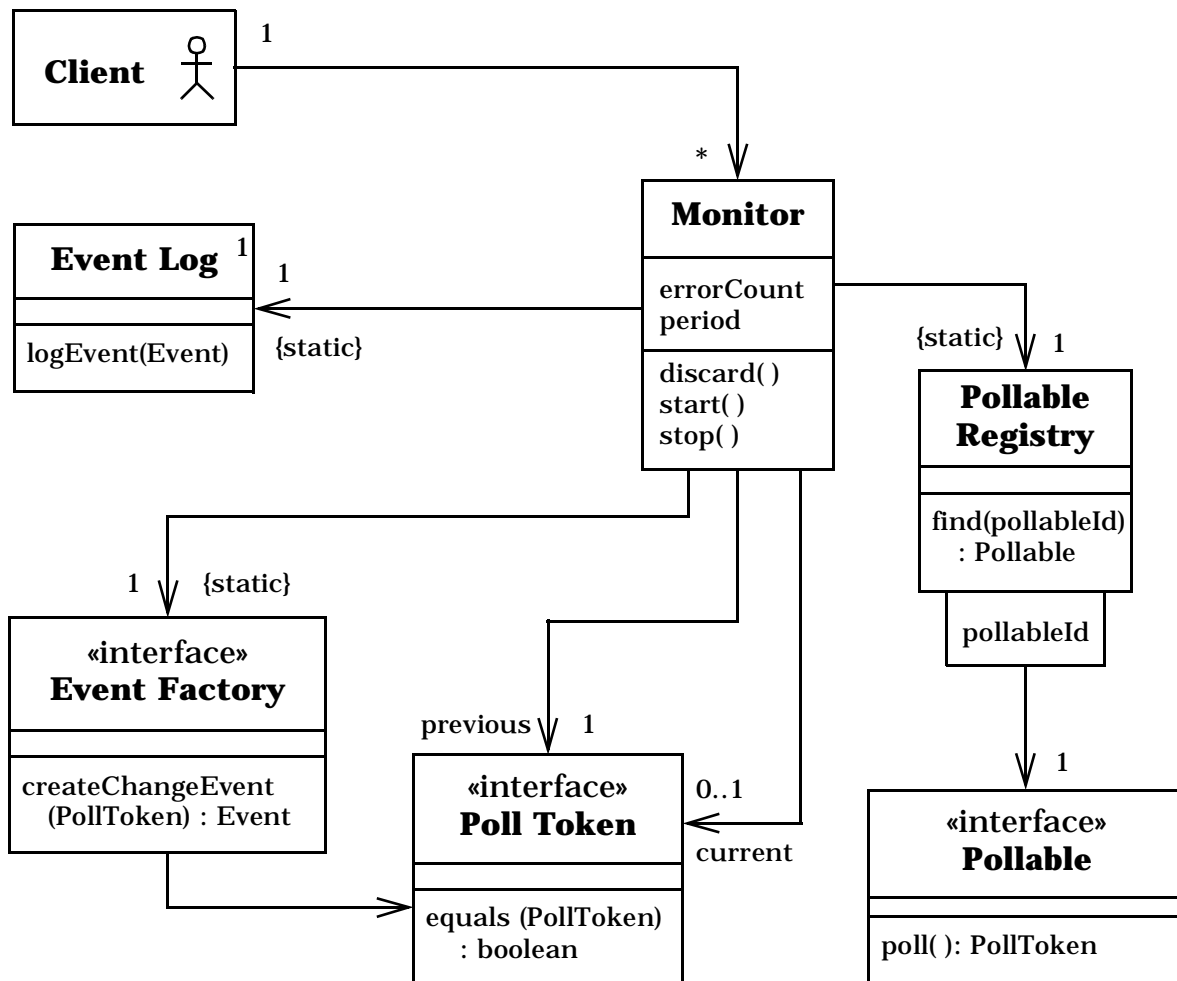 Client
1
*
Monitor
errorCount
period
discard( )
start( )
stop( )
Event Log
1
logEvent(Event)
1
{static}
{static}
1
Pollable
Registry
find(pollableId)
: Pollable
pollableId
1
{static}
«interface»
Event Factory
createChangeEvent
(PollToken) : Event
previous
1
«interface»
Poll Token
equals (PollToken)
: boolean
0..1
current
1
«interface»
Pollable
poll( ): PollToken